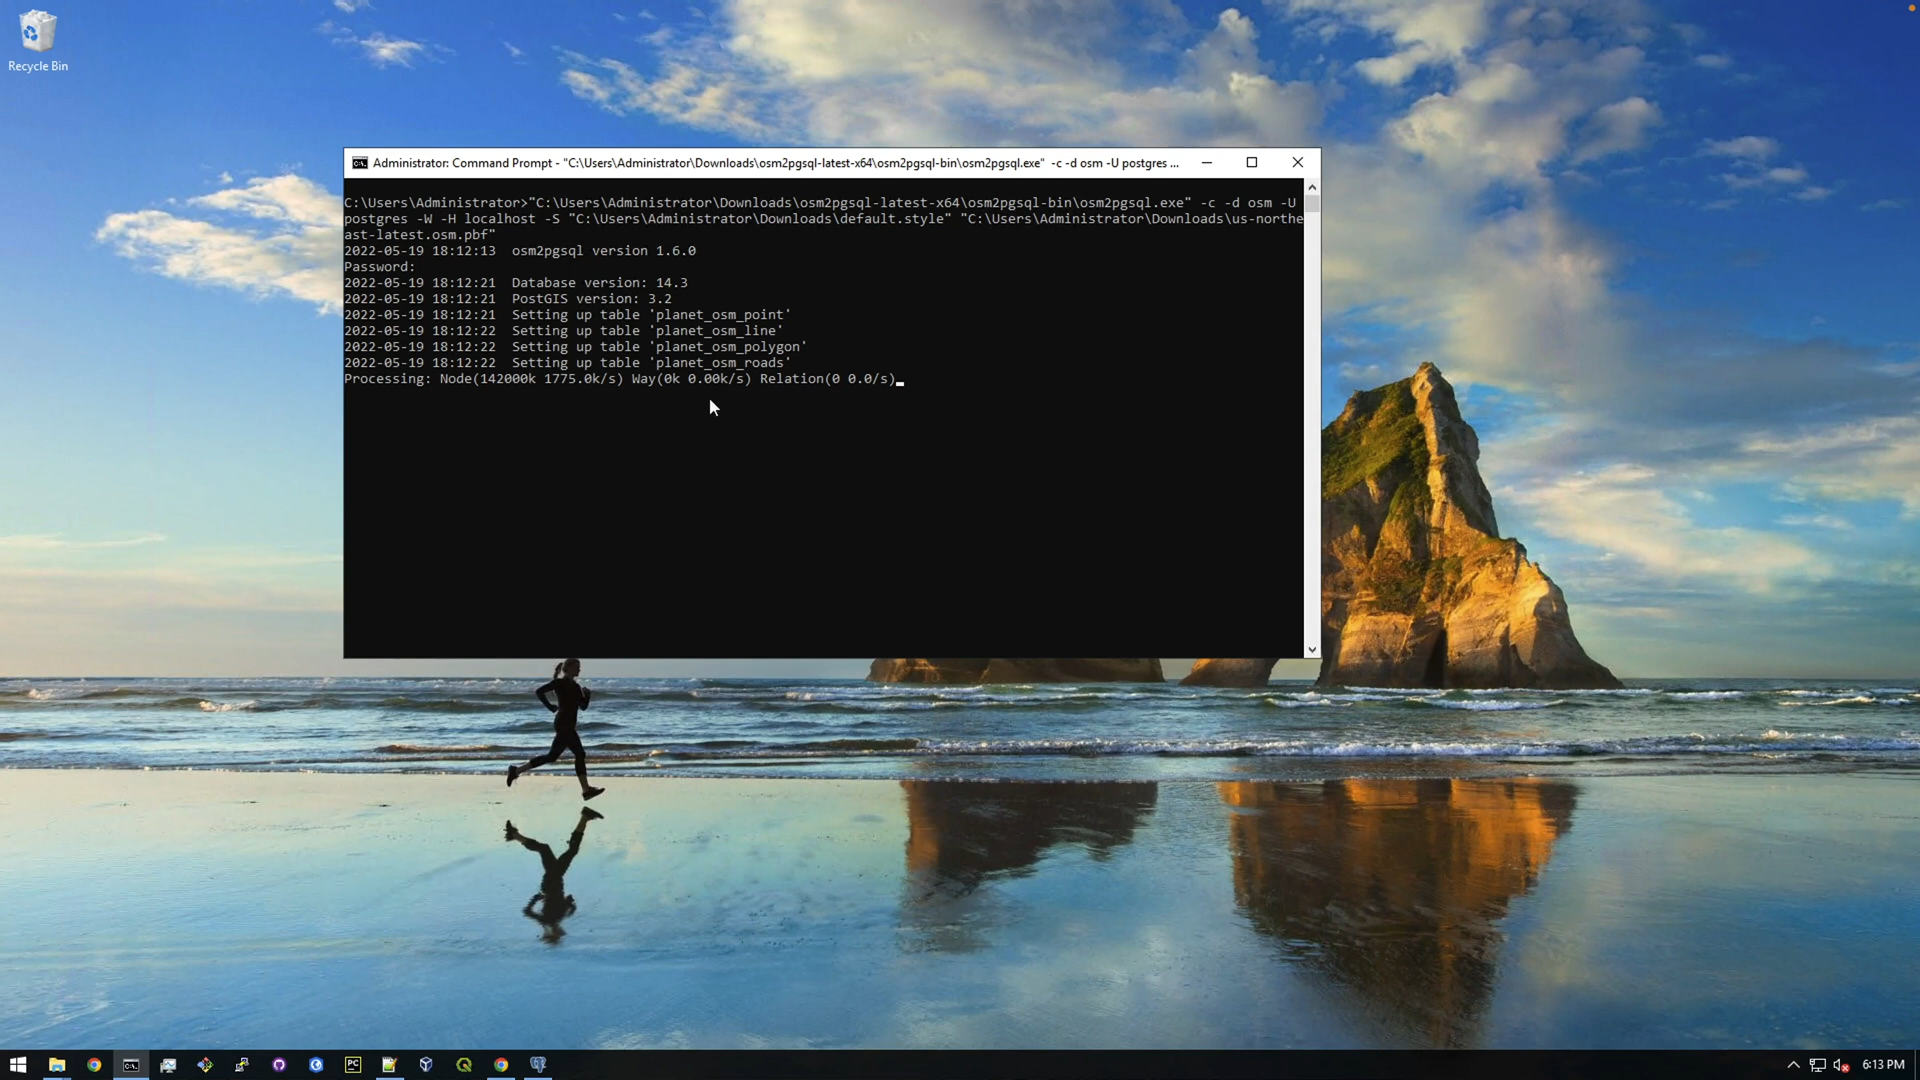 Recycle Bin
Administrator: Command Prompt - "C:\Users\Administrator\Downloads\osm2pgsql-latest-x64\osm2pgsql-bin\osm2pgsql.exe" -c -d osm -U postgres ...
C:\Users\Administrator>"C:\Users\Administrator\Downloads\osm2pgsql-latest-x64\osm2pgsql-bin\osm2pgsql.exe" -c -d osm -U
postgres -W -H localhost -S "C:\Users\Administrator\Downloads\default.style" "C:\Users\Administrator\Downloads\us-northe
ast-latest.osm.pbf"
2022-05-19 18:12:13  osm2pgsql version 1.6.0
Password:
2022-05-19 18:12:21  Database version: 14.3
2022-05-19 18:12:21  PostGIS version: 3.2
2022-05-19 18:12:21  Setting up table 'planet_osm_point'
2022-05-19 18:12:22  Setting up table 'planet_osm_line'
2022-05-19 18:12:22  Setting up table 'planet_osm_polygon'
2022-05-19 18:12:22  Setting up table 'planet_osm_roads'
Processing: Node(142000k 1775.0k/s) Way(0k 0.00k/s) Relation(0 0.0/s)
6:13 PM